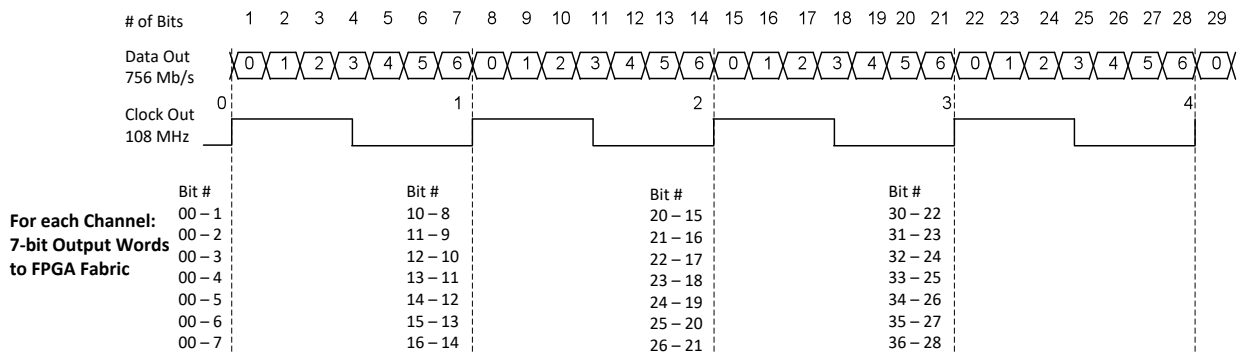 # of Bits 1 2 3 4 5 6 7 8 9 10 11 12 13 14 15 16 17 18 19 20 21 22 23 24 25 26 27 28 29
Data Out
756 Mb/s
0 1 2 3 4 5 6 0 1 2 3 4 5 6 0 1 2 3 4 5 6 0 1 2 3 4 5 6 0
0 1 2 3 4
Clock Out
108 MHz
For each Channel:
7-bit Output Words
to FPGA Fabric
Bit #
00 – 1
00 – 2
00 – 3
00 – 4
00 – 5
00 – 6
00 – 7
Bit #
10 – 8
11 – 9
12 – 10
13 – 11
14 – 12
15 – 13
16 – 14
Bit #
20 – 15
21 – 16
22 – 17
23 – 18
24 – 19
25 – 20
26 – 21
Bit #
30 – 22
31 – 23
32 – 24
33 – 25
34 – 26
35 – 27
36 – 28